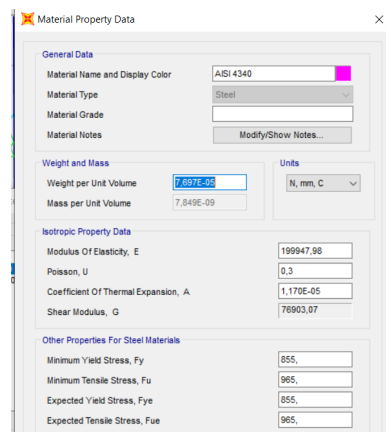 Material Property Data
General Data
Material Name and Display Color AISI 4340
Material Type Steel
Material Grade
Material Notes Modify/Show Notes...
Weight and Mass Units
Weight per Unit Volume 7,697E-05 N, mm, C
Mass per Unit Volume 7,849E-09
Isotropic Property Data
Modulus Of Elasticity, E 199947,98
Poisson, U 0,3
Coefficient Of Thermal Expansion, A 1,170E-05
Shear Modulus, G 76903,07
Other Properties For Steel Materials
Minimum Yield Stress, Fy 855,
Minimum Tensile Stress, Fu 965,
Expected Yield Stress, Fye 855,
Expected Tensile Stress, Fue 965,